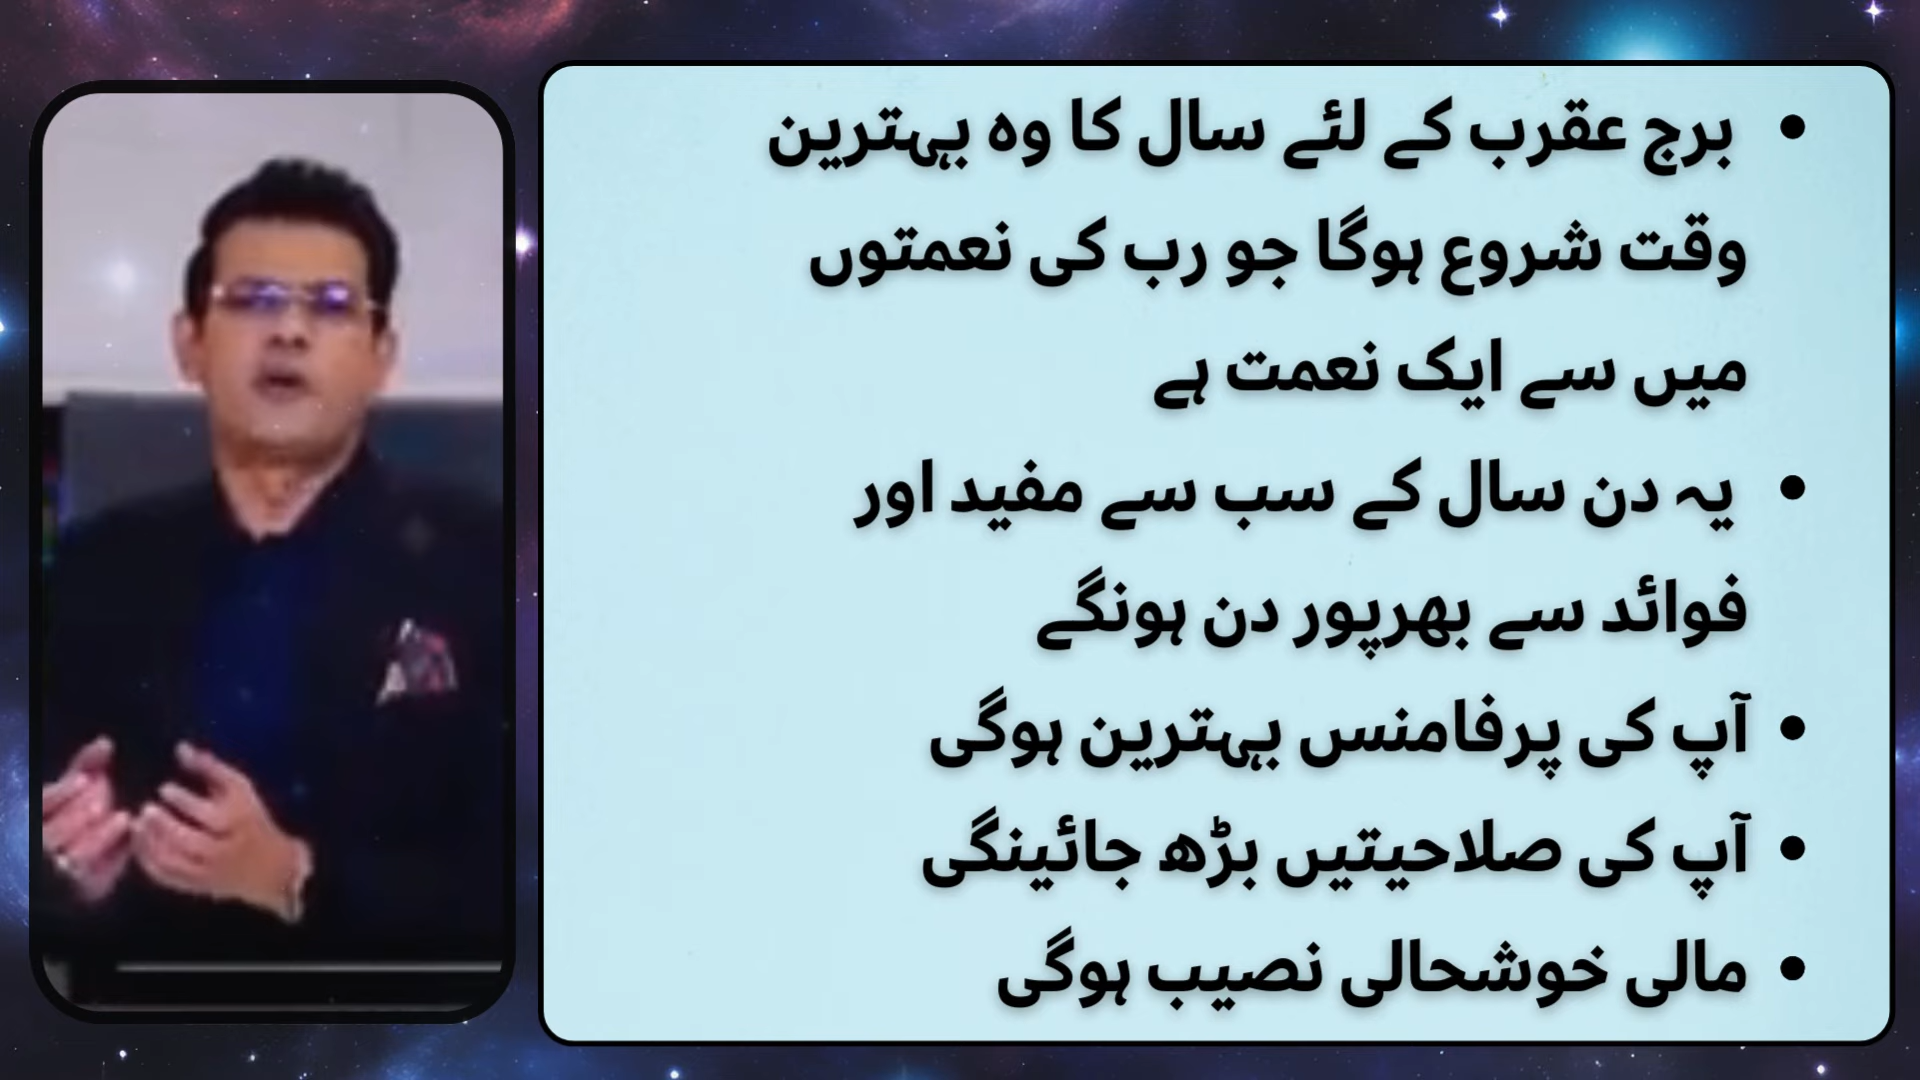 • برج عقرب کے لئے سال کا وہ بہترین
وقت شروع ہوگا جو رب کی نعمتوں
میں سے ایک نعمت ہے
• یہ دن سال کے سب سے مفید اور
فوائد سے بھرپور دن ہونگے
• آپ کی پرفامنس بہترین ہوگی
• آپ کی صلاحیتیں بڑھ جائینگی
• مالی خوشحالی نصیب ہوگی